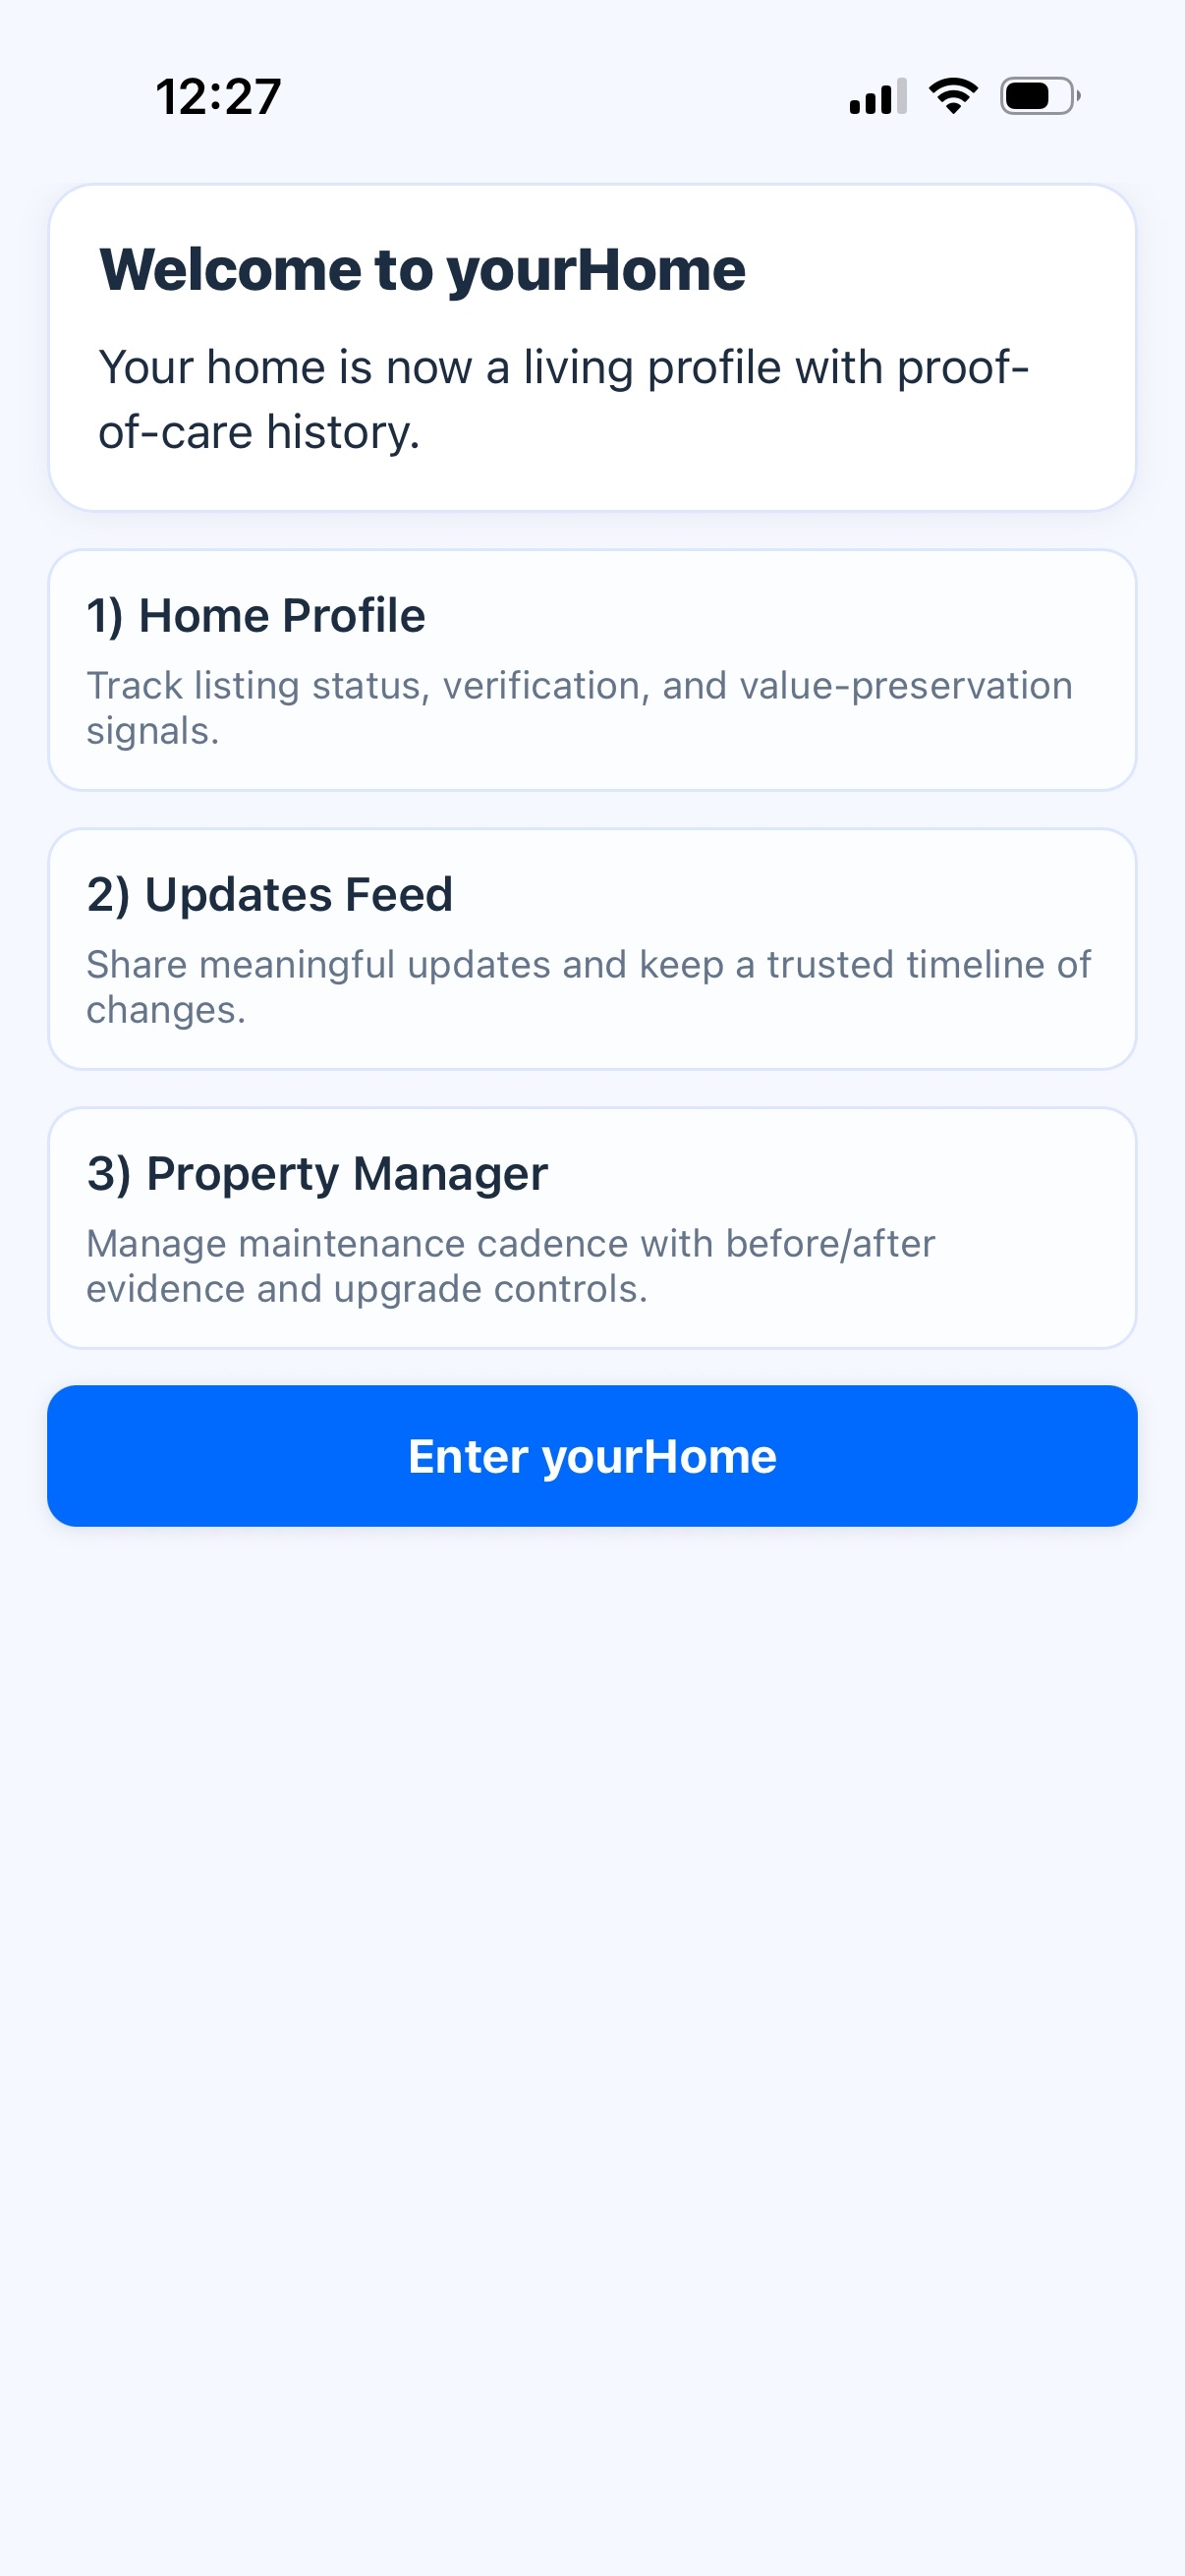 12:27
Welcome to yourHome
Your home is now a living profile with proof-
of-care history.
1) Home Profile
Track listing status, verification, and value-preservation
signals.
2) Updates Feed
Share meaningful updates and keep a trusted timeline of
changes.
3) Property Manager
Manage maintenance cadence with before/after
evidence and upgrade controls.
Enter yourHome